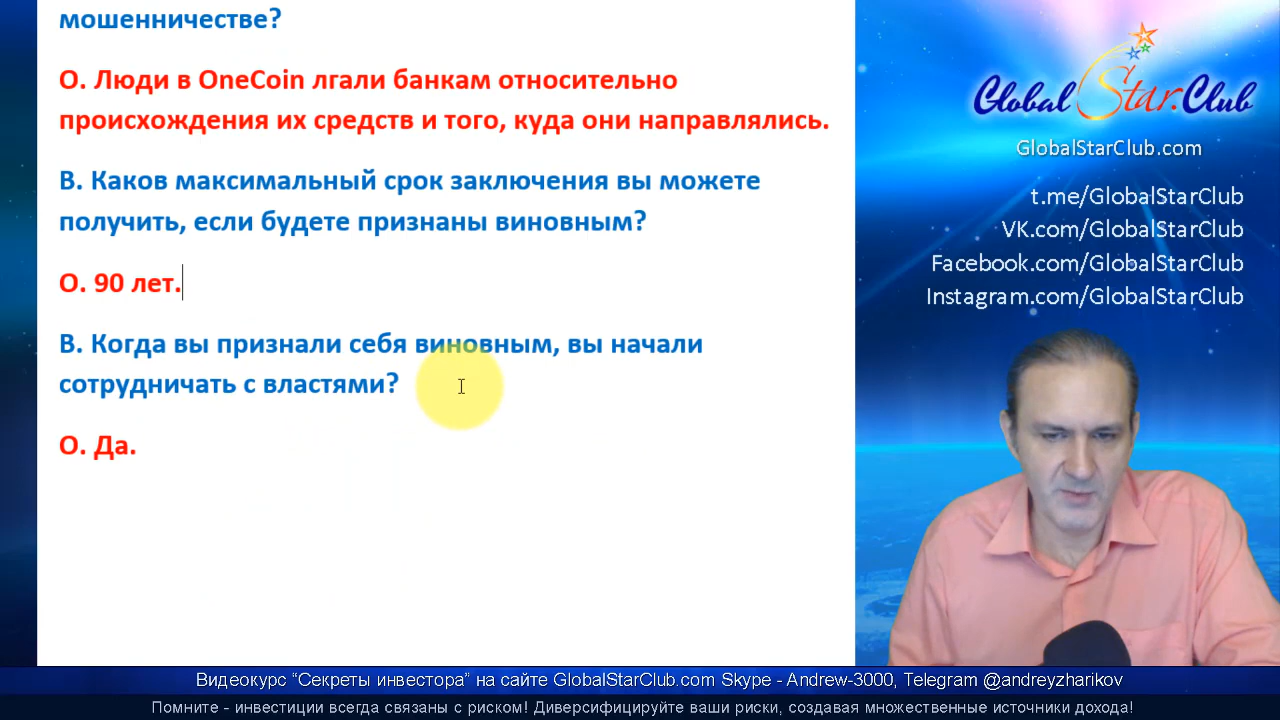 мошенничестве?
О. Люди в OneCoin лгали банкам относительно
происхождения их средств и того, куда они направлялись.
В. Каков максимальный срок заключения вы можете
получить, если будете признаны виновным?
О. 90 лет.
В. Когда вы признали себя виновным, вы начали
сотрудничать с властями?
О. Да.
Global Star.Club
GlobalStarClub.com
t.me/GlobalStarClub
VK.com/GlobalStarClub
Facebook.com/GlobalStarClub
Instagram.com/GlobalStarClub
Видеокурс “Секреты инвестора” на сайте GlobalStarClub.com Skype - Andrew-3000, Telegram @andreyzharikov
Помните - инвестиции всегда связаны с риском! Диверсифицируйте ваши риски, создавая множественные источники дохода!